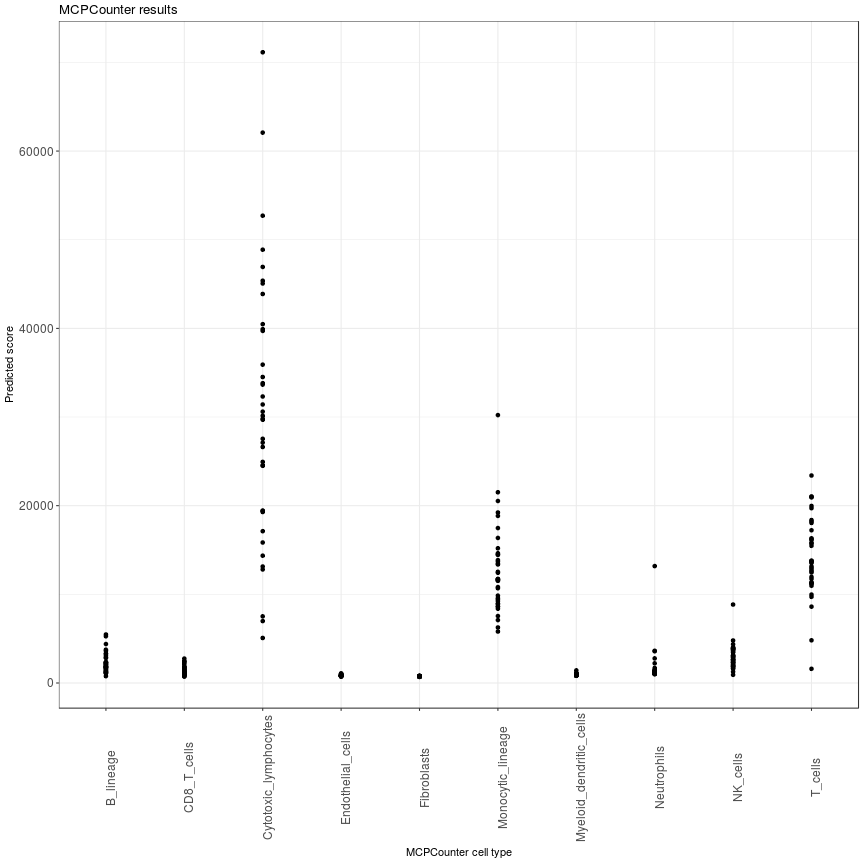 MCPCounter results
Predicted score
60000
40000
20000
0
B_lineage
CD8_T_cells
Cytotoxic_lymphocytes
Endothelial_cells
Fibroblasts
Monocytic_lineage
Myeloid_dendritic_cells
Neutrophils
NK_cells
T_cells
MCPCounter cell type